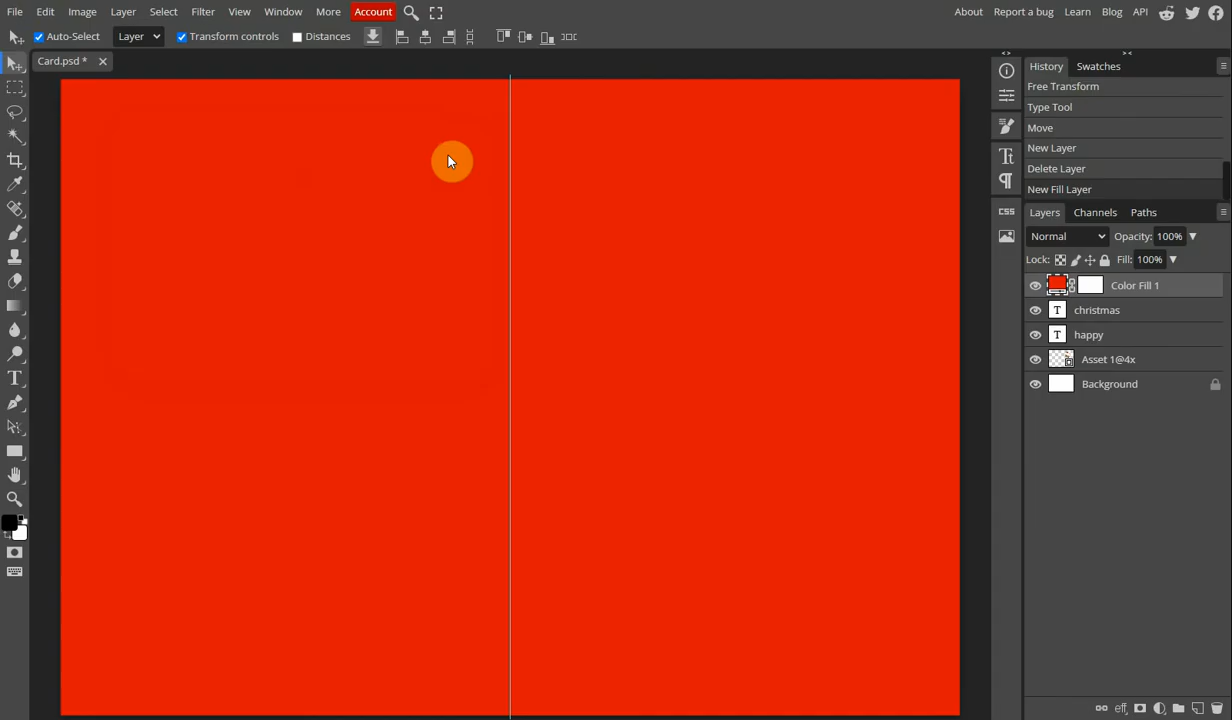 File Edit Image Layer Select Filter View Window More Account About Report a bug Learn Blog API
Auto-Select Layer Transform controls Distances
Card.psd *
History Swatches
Free Transform
Type Tool
Move
New Layer
Delete Layer
New Fill Layer
Layers Channels Paths
Normal Opacity: 100%
Lock: Fill: 100%
Color Fill 1
T christmas
T happy
Asset 1@4x
Background
CSS
eff